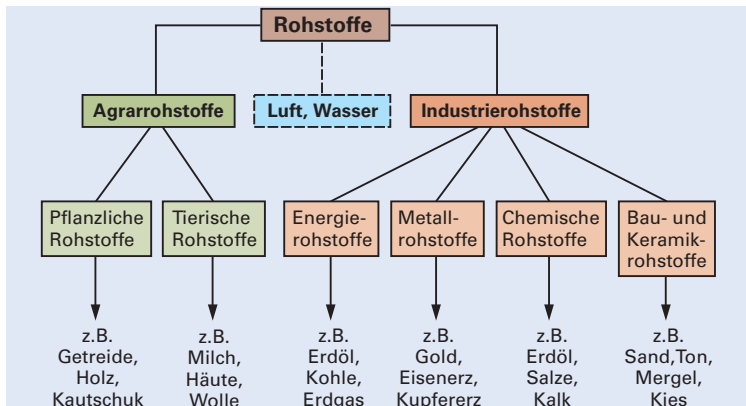 Rohstoffe
Agrarrohstoffe
Luft, Wasser
Industrierohstoffe
Pflanzliche
Rohstoffe
Tierische
Rohstoffe
Energie-
rohstoffe
Metall-
rohstoffe
Chemische
Rohstoffe
Bau- und
Keramik-
rohstoffe
z.B.
Getreide,
Holz,
Kautschuk
z.B.
Milch,
Häute,
Wolle
z.B.
Erdöl,
Kohle,
Erdgas
z.B.
Gold,
Eisenerz,
Kupfererz
z.B.
Erdöl,
Salze,
Kalk
z.B.
Sand,Ton,
Mergel,
Kies